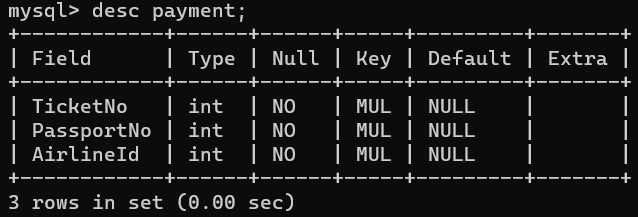 mysql> desc payment;
+------------+------+------+-----+---------+-------+
| Field      | Type | Null | Key | Default | Extra |
+------------+------+------+-----+---------+-------+
| TicketNo   | int  | NO   | MUL | NULL    |       |
| PassportNo | int  | NO   | MUL | NULL    |       |
| AirlineId  | int  | NO   | MUL | NULL    |       |
+------------+------+------+-----+---------+-------+
3 rows in set (0.00 sec)